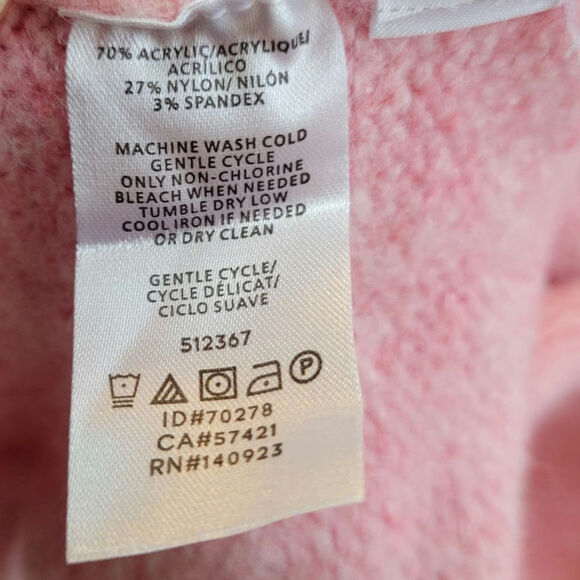 70% ACRYLIC/ACRYLIQUE/
ACRÍLICO
27% NYLON/NILÓN
3% SPANDEX
MACHINE WASH COLD
GENTLE CYCLE
ONLY NON-CHLORINE
BLEACH WHEN NEEDED
TUMBLE DRY LOW
COOL IRON IF NEEDED
OR DRY CLEAN
GENTLE CYCLE/
CYCLE DÉLICAT/
CICLO SUAVE
512367
P
ID#70278
CA#57421
RN#140923